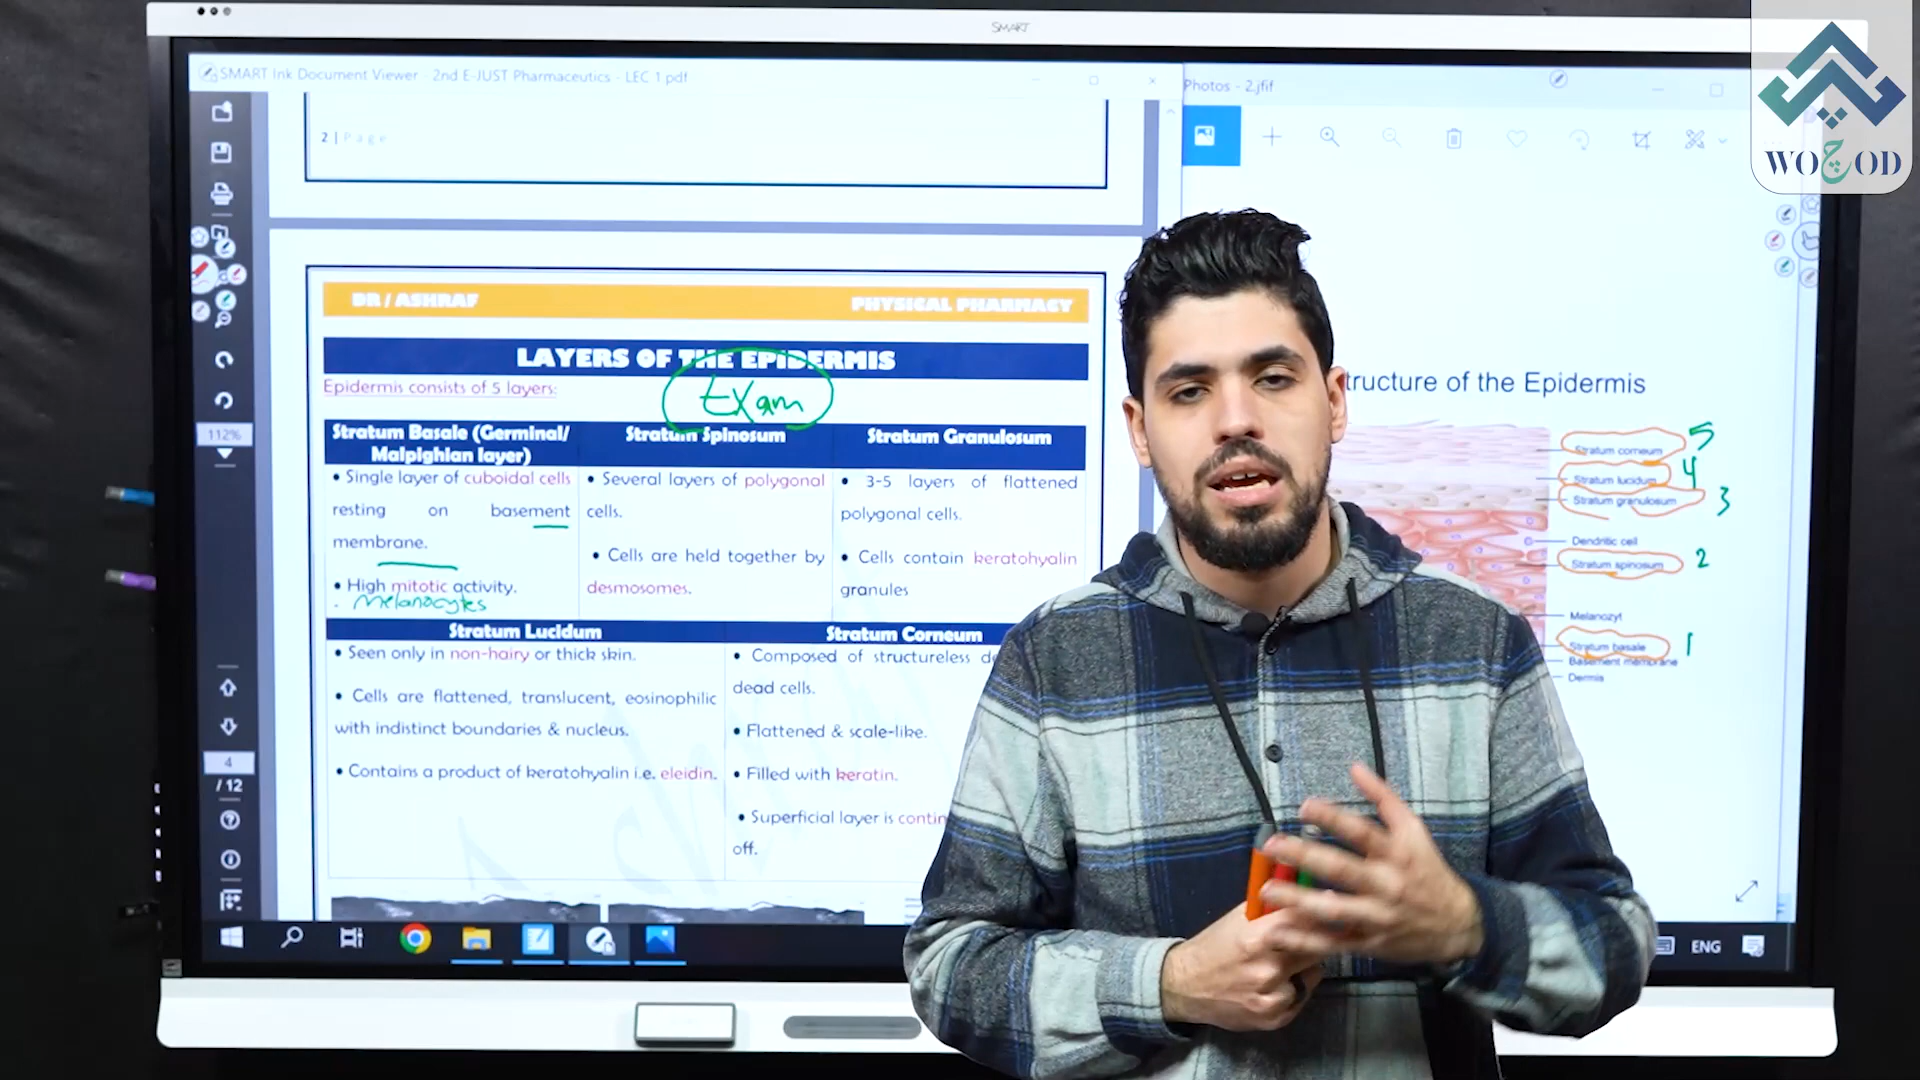 SMART
SMART Ink Document Viewer - 2nd E-JUST Pharmaceutics - LEC 1.pdf
Photos - 2.jfif
WOچOD
2 | Page
DR / ASHRAF
PHYSICAL PHARMACY
LAYERS OF THE EPIDERMIS
Epidermis consists of 5 layers:
Exam
Stratum Basale (Germinal/
Malpighian layer)
• Single layer of cuboidal cells
resting on basement
membrane.
• High mitotic activity.
. Melanocytes
Stratum Spinosum
• Several layers of polygonal
cells.
• Cells are held together by
desmosomes.
Stratum Granulosum
• 3-5 layers of flattened
polygonal cells.
• Cells contain keratohyalin
granules
Stratum Lucidum
• Seen only in non-hairy or thick skin.
• Cells are flattened, translucent, eosinophilic
with indistinct boundaries & nucleus.
• Contains a product of keratohyalin i.e. eleidin.
Stratum Corneum
• Composed of structureless
dead cells.
• Flattened & scale-like.
• Filled with keratin.
• Superficial layer is
off.
tructure of the Epidermis
Stratum corneum 5
Stratum lucidum 4
Stratum granulosum 3
Dendritic cell
Stratum spinosum 2
Melanozyt
Stratum basale 1
Basement membrane
Dermis
112%
4
/ 12
ENG